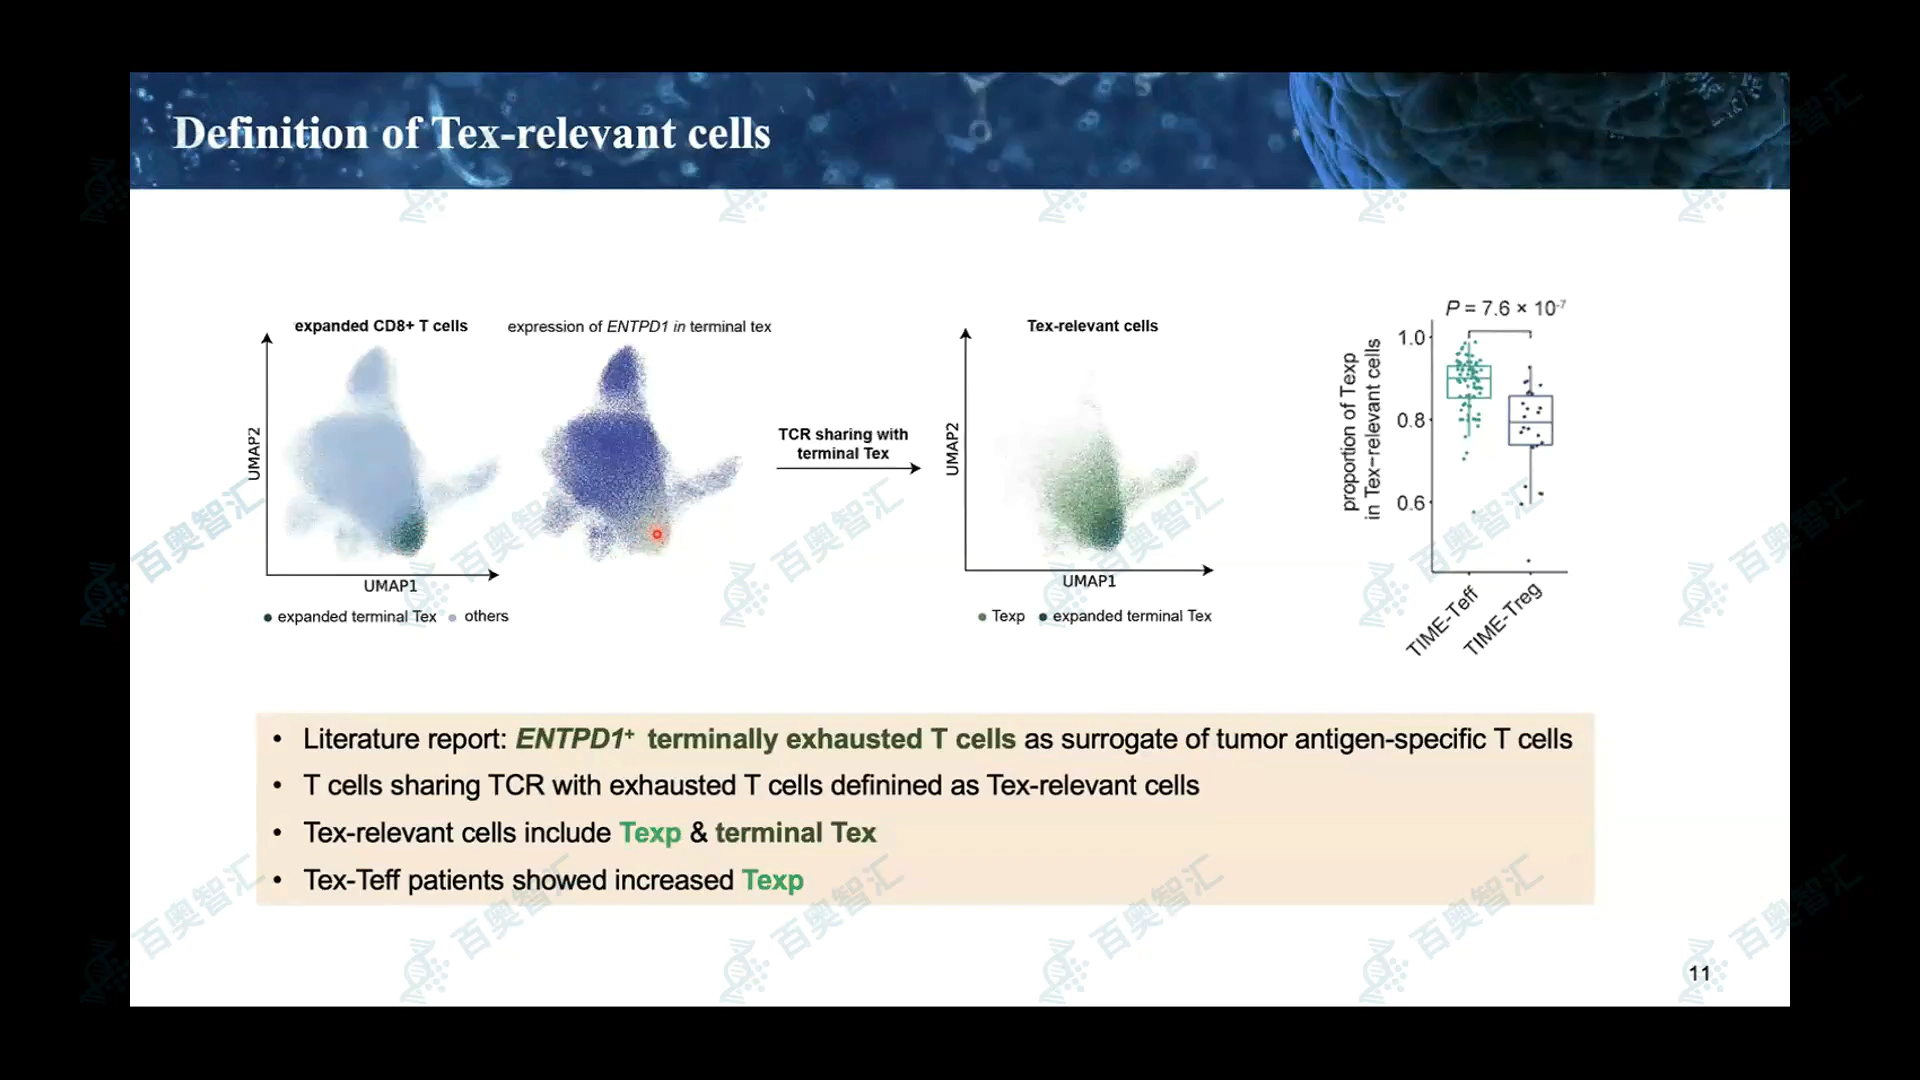 Definition of Tex-relevant cells
expanded CD8+ T cells
expression of ENTPD1 in terminal tex
UMAP2
UMAP1
expanded terminal Tex
others
TCR sharing with
terminal Tex
Tex-relevant cells
UMAP2
UMAP1
Texp
expanded terminal Tex
P = 7.6 × 10⁻⁷
proportion of Texp
in Tex-relevant cells
1.0
0.8
0.6
TIME-Teff
TIME-Treg
• Literature report: ENTPD1⁺ terminally exhausted T cells as surrogate of tumor antigen-specific T cells
• T cells sharing TCR with exhausted T cells definined as Tex-relevant cells
• Tex-relevant cells include Texp & terminal Tex
• Tex-Teff patients showed increased Texp
11
百奥智汇